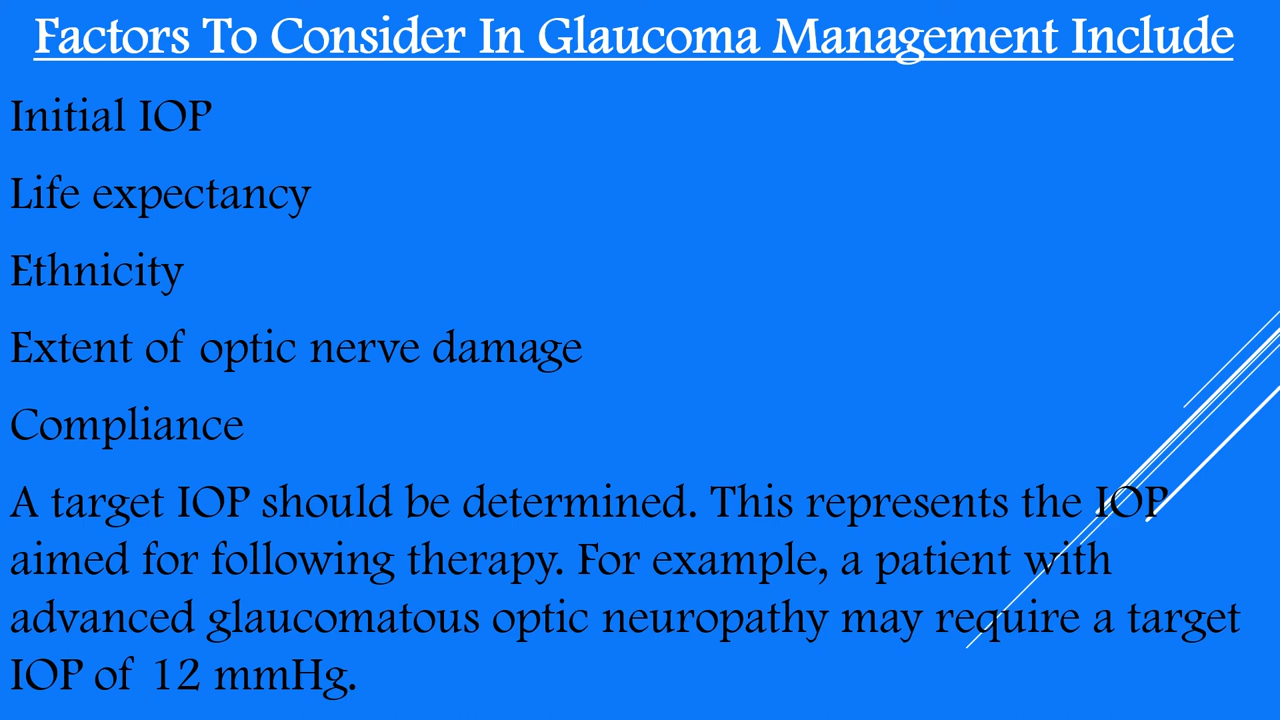 Factors To Consider In Glaucoma Management Include
Initial IOP
Life expectancy
Ethnicity
Extent of optic nerve damage
Compliance
A target IOP should be determined. This represents the IOP
aimed for following therapy. For example, a patient with
advanced glaucomatous optic neuropathy may require a target
IOP of 12 mmHg.